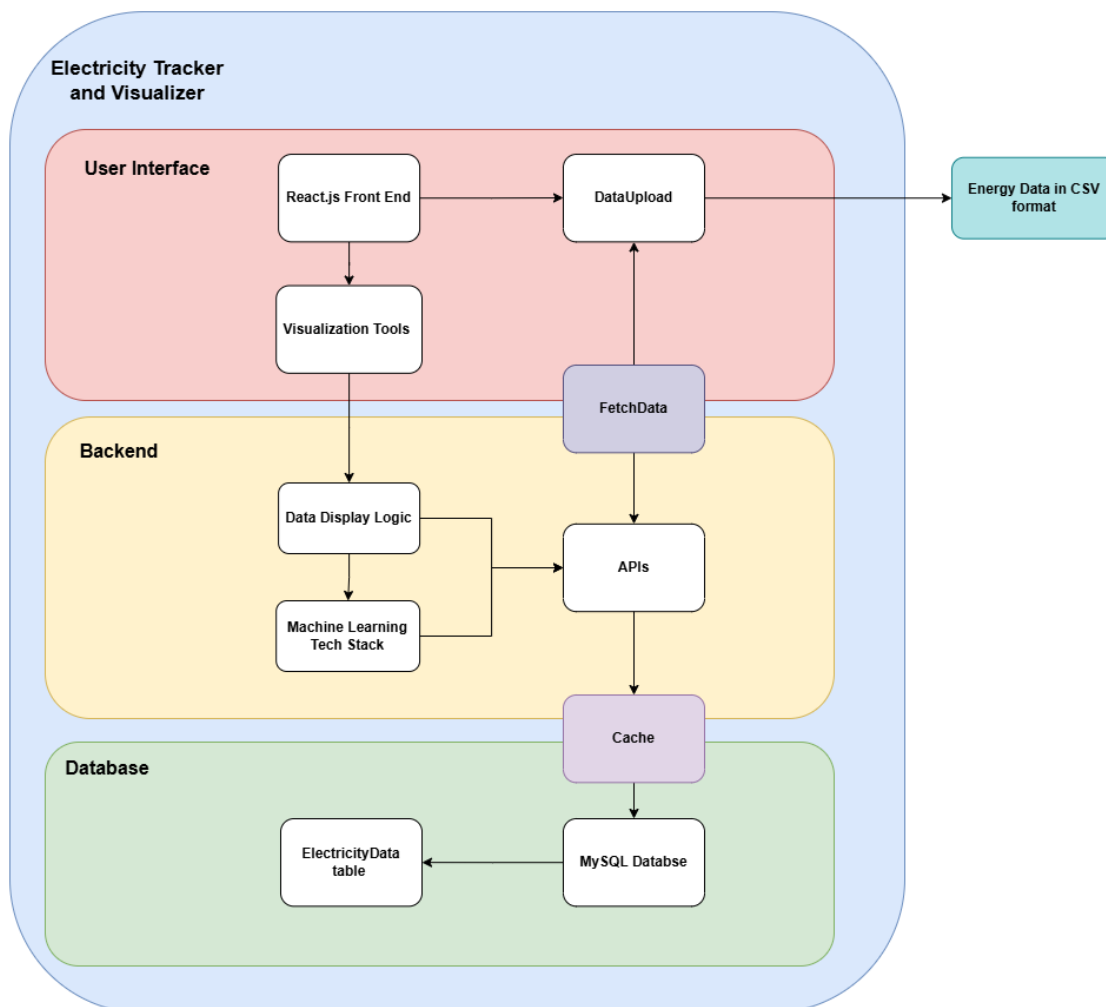 Electricity Tracker
and Visualizer
User Interface
React.js Front End
DataUpload
Energy Data in CSV
format
Visualization Tools
FetchData
Backend
Data Display Logic
APIs
Machine Learning
Tech Stack
Cache
Database
ElectricityData
table
MySQL Databse